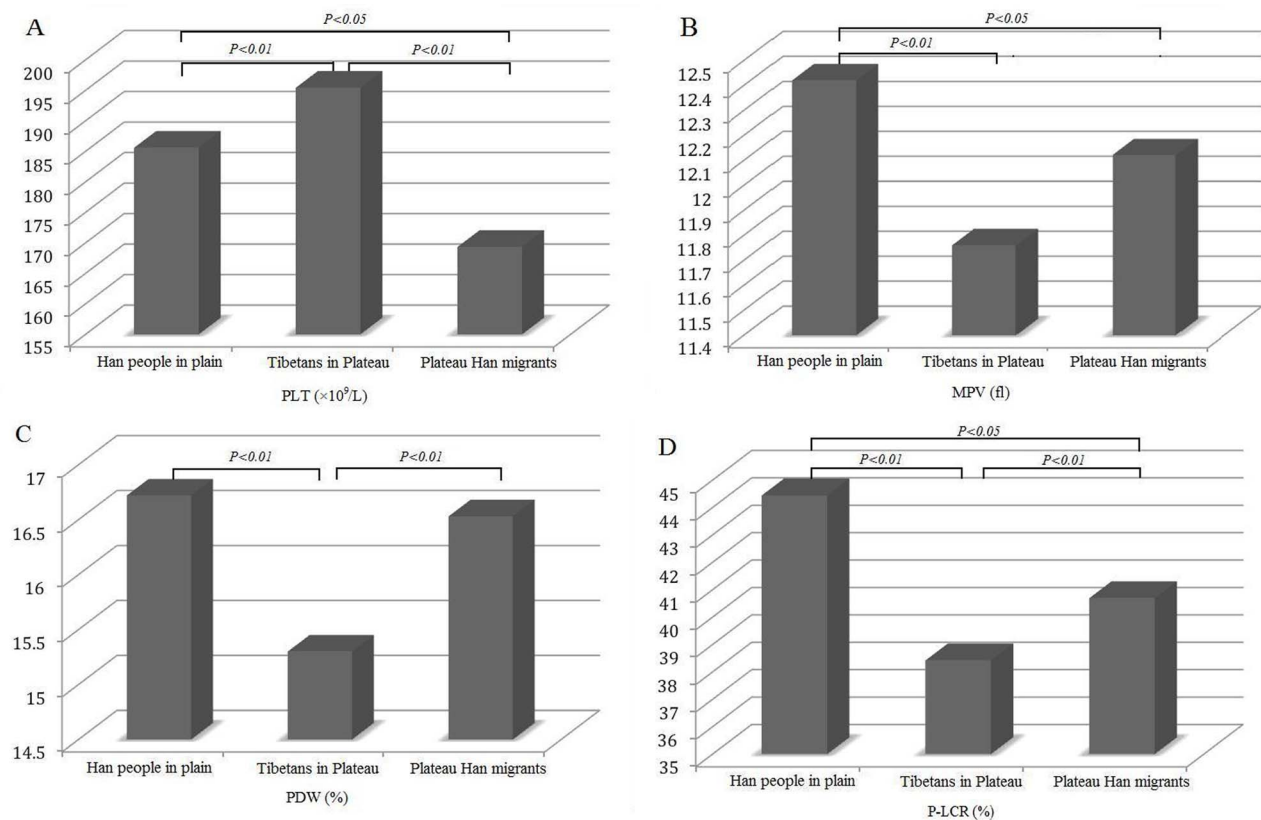 A
P<0.05
P<0.01
P<0.01
200
195
190
185
180
175
170
165
160
155
Han people in plain
Tibetans in Plateau
Plateau Han migrants
PLT (×10⁹/L)
B
P<0.05
P<0.01
12.5
12.4
12.3
12.2
12.1
12
11.9
11.8
11.7
11.6
11.5
11.4
Han people in plain
Tibetans in Plateau
Plateau Han migrants
MPV (fl)
C
P<0.01
P<0.01
17
16.5
16
15.5
15
14.5
Han people in plain
Tibetans in Plateau
Plateau Han migrants
PDW (%)
D
P<0.05
P<0.01
P<0.01
45
44
43
42
41
40
39
38
37
36
35
Han people in plain
Tibetans in Plateau
Plateau Han migrants
P-LCR (%)